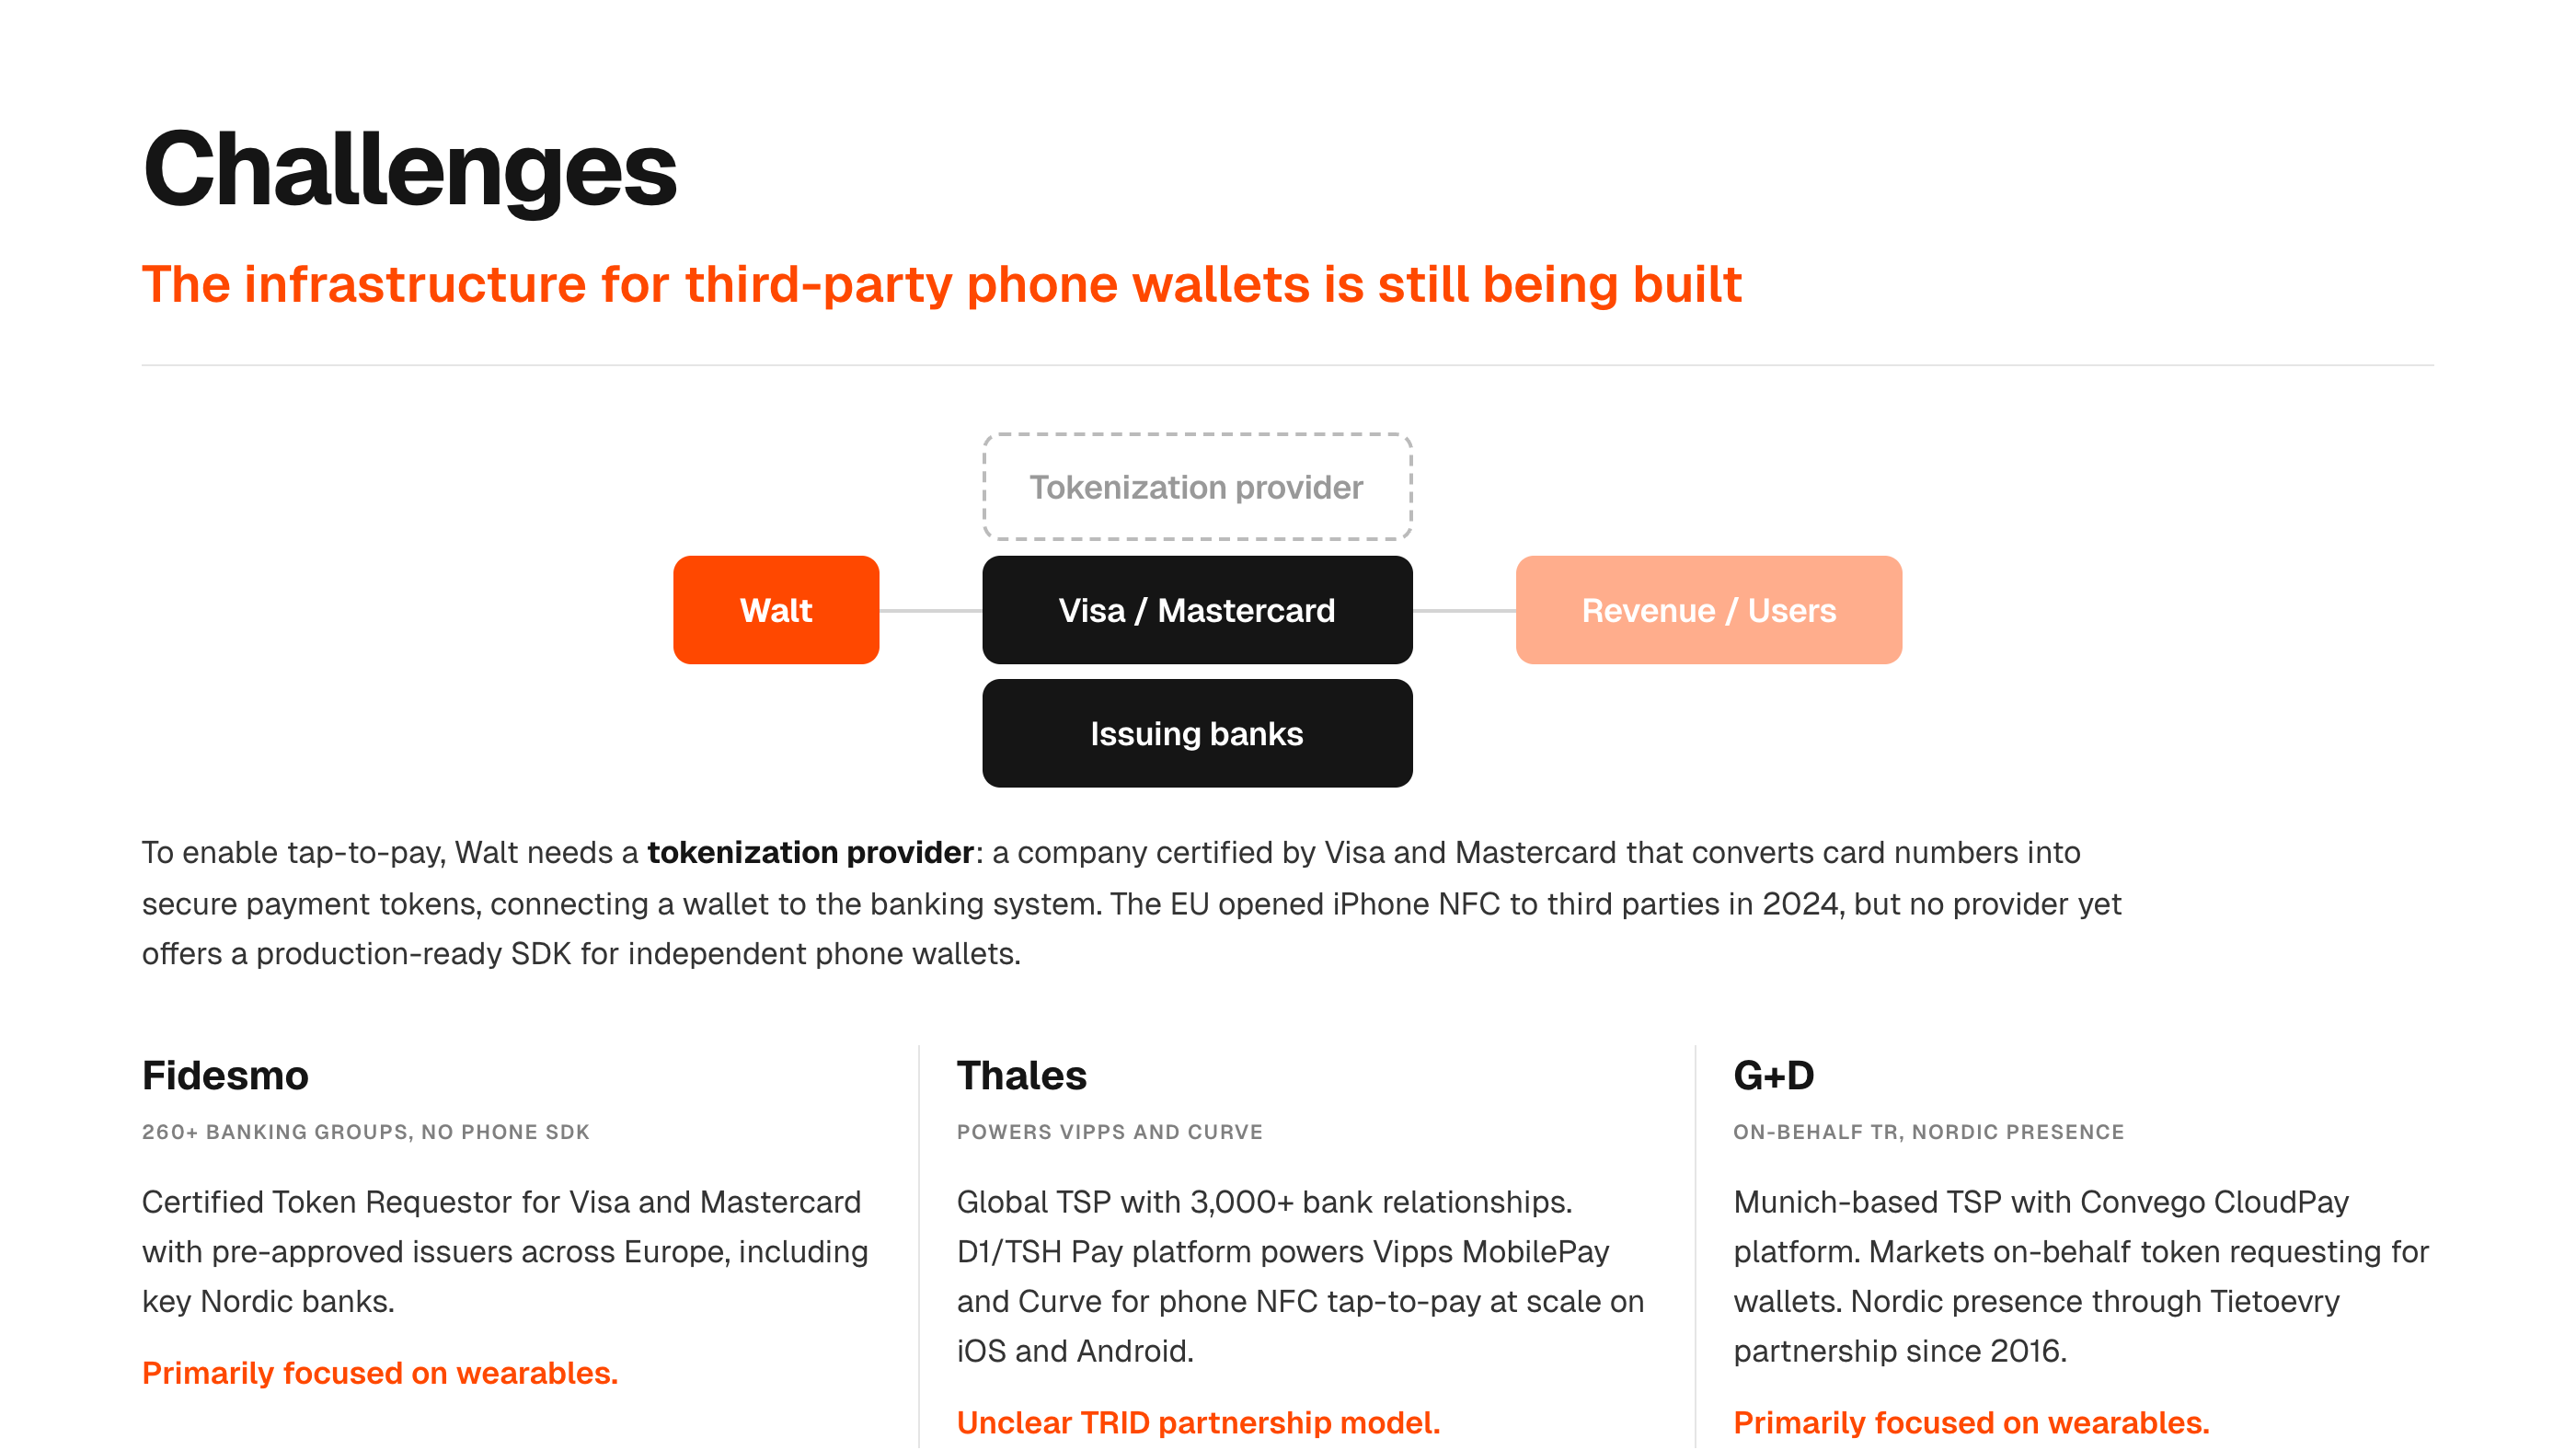 Challenges
The infrastructure for third-party phone wallets is still being built
Tokenization provider
Walt
Visa / Mastercard
Revenue / Users
Issuing banks
To enable tap-to-pay, Walt needs a tokenization provider: a company certified by Visa and Mastercard that converts card numbers into
secure payment tokens, connecting a wallet to the banking system. The EU opened iPhone NFC to third parties in 2024, but no provider yet
offers a production-ready SDK for independent phone wallets.
Fidesmo
260+ BANKING GROUPS, NO PHONE SDK
Certified Token Requestor for Visa and Mastercard
with pre-approved issuers across Europe, including
key Nordic banks.
Primarily focused on wearables.
Thales
POWERS VIPPS AND CURVE
Global TSP with 3,000+ bank relationships.
D1/TSH Pay platform powers Vipps MobilePay
and Curve for phone NFC tap-to-pay at scale on
iOS and Android.
Unclear TRID partnership model.
G+D
ON-BEHALF TR, NORDIC PRESENCE
Munich-based TSP with Convego CloudPay
platform. Markets on-behalf token requesting for
wallets. Nordic presence through Tietoevry
partnership since 2016.
Primarily focused on wearables.